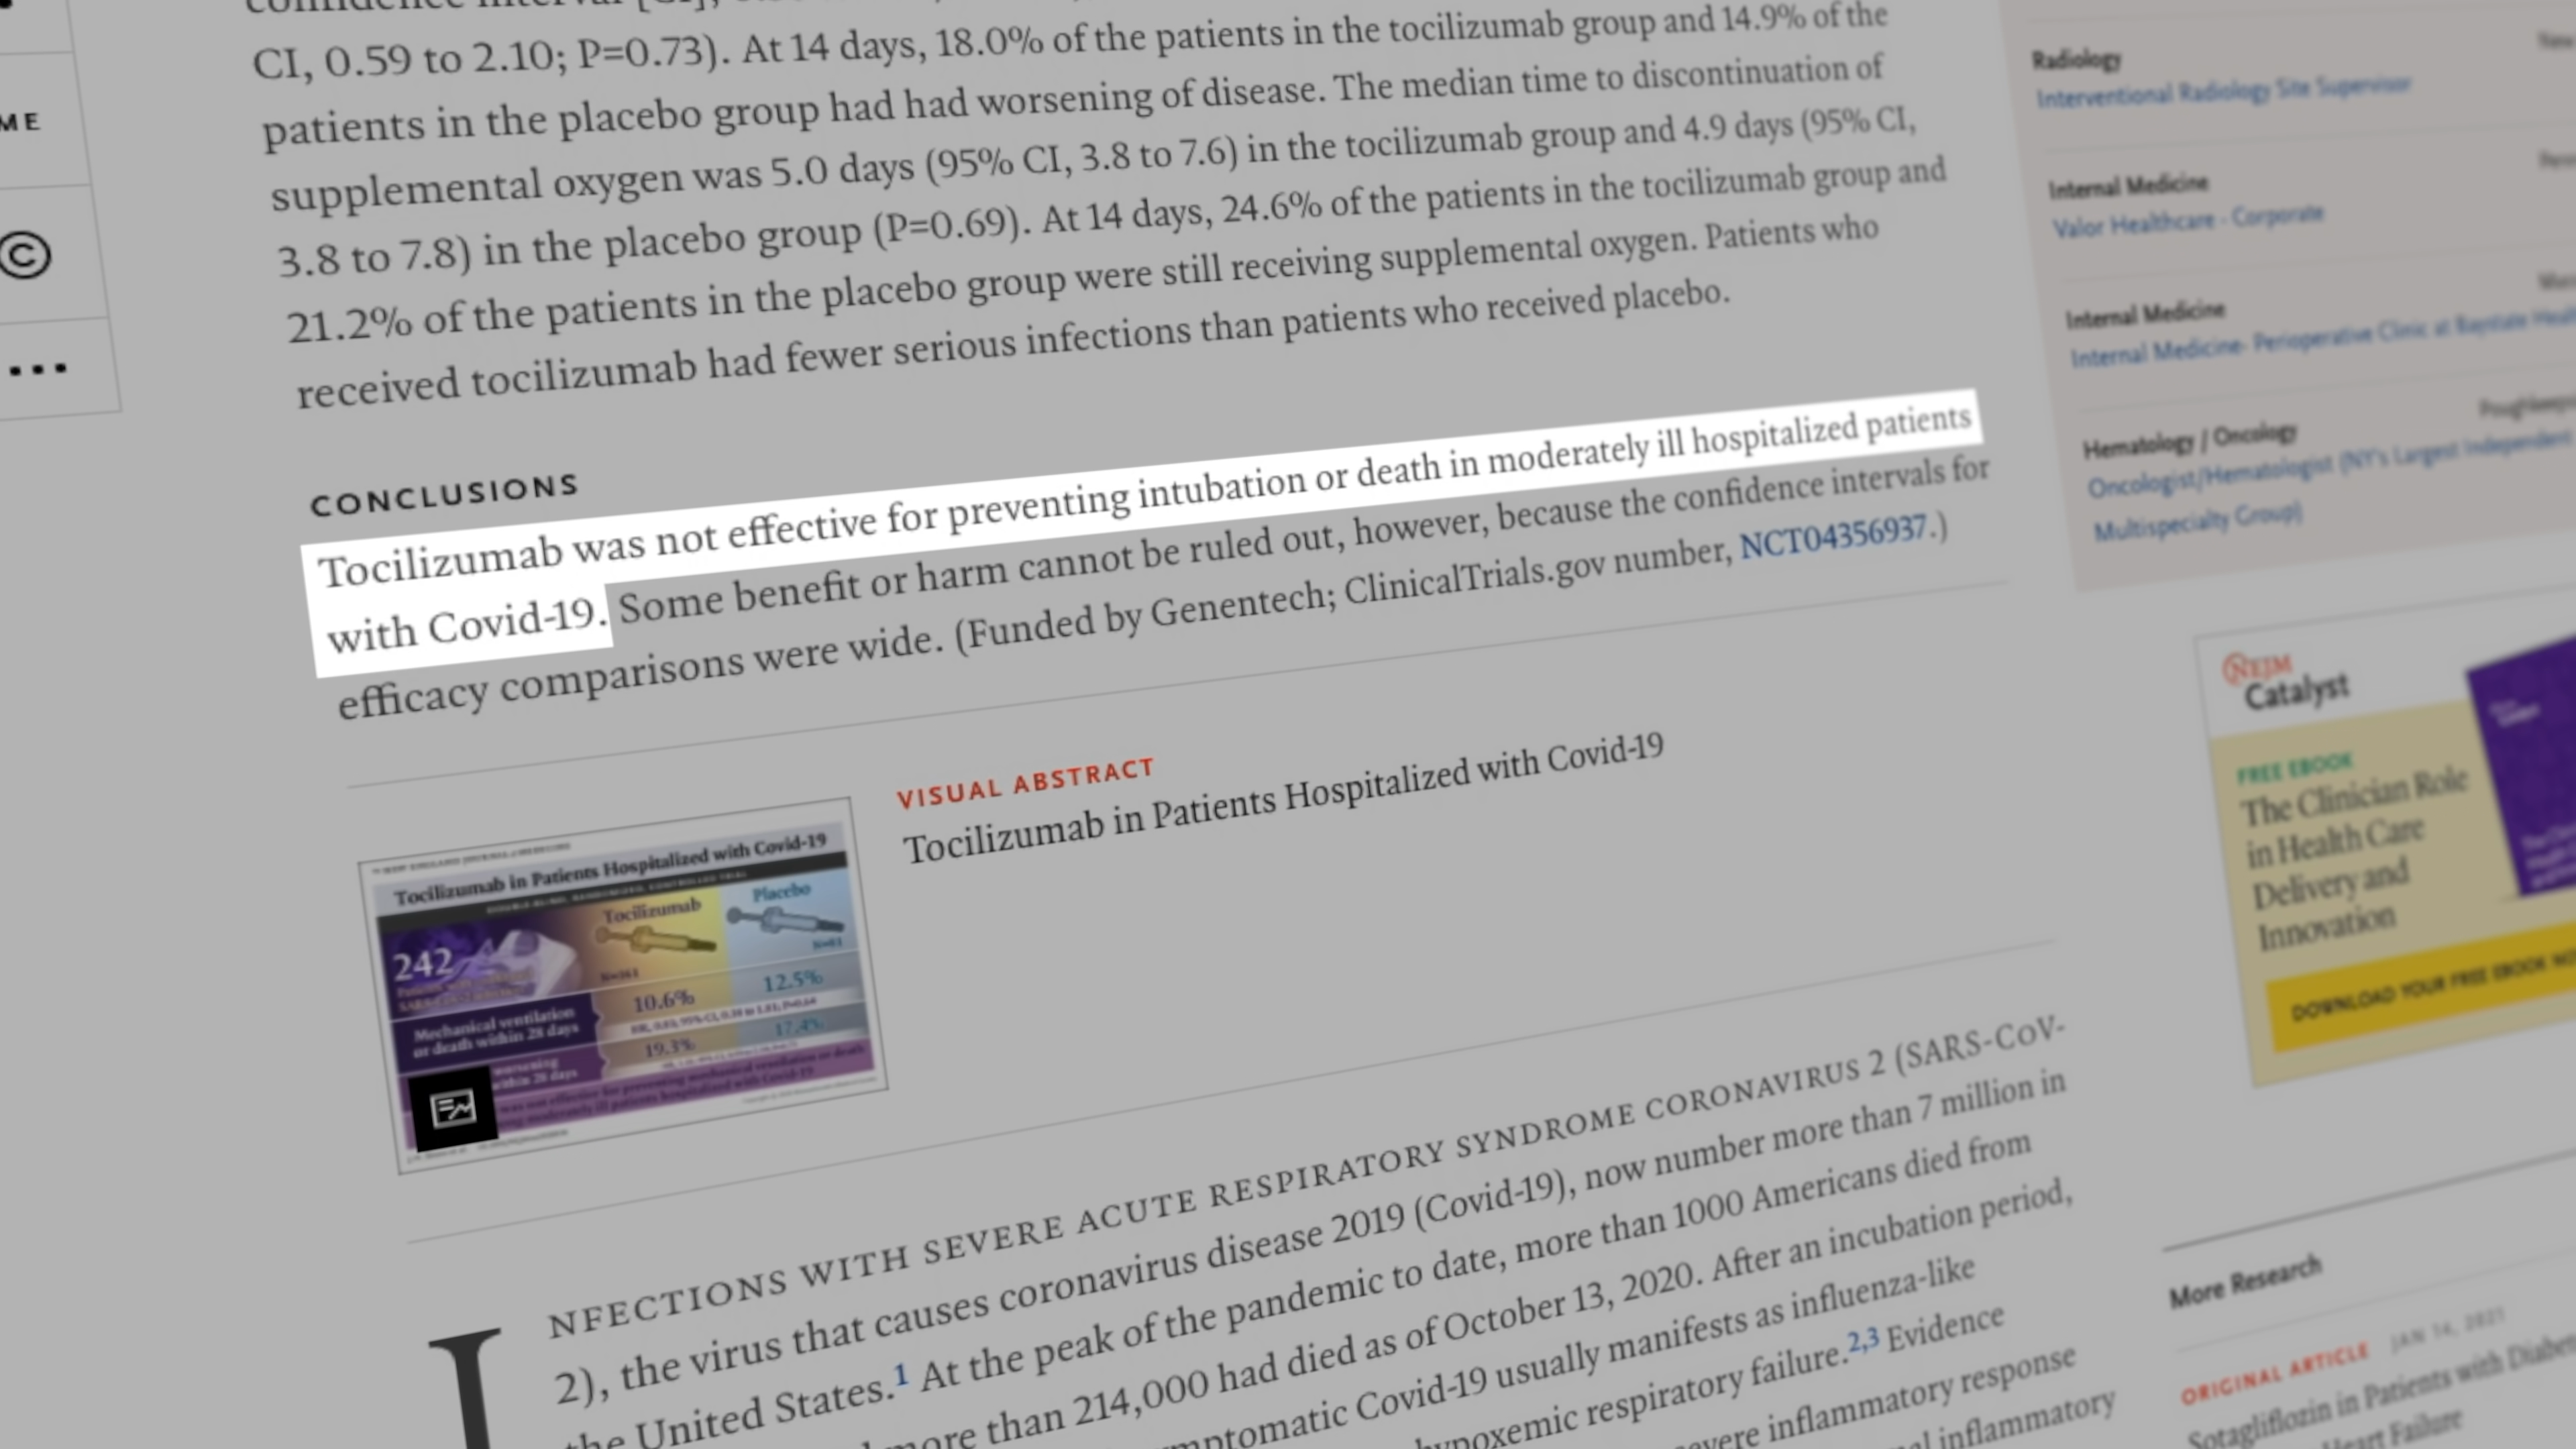 ME
CI, 0.59 to 2.10; P=0.73). At 14 days, 18.0% of the patients in the tocilizumab group and 14.9% of the
patients in the placebo group had had worsening of disease. The median time to discontinuation of
supplemental oxygen was 5.0 days (95% CI, 3.8 to 7.6) in the tocilizumab group and 4.9 days (95% CI,
3.8 to 7.8) in the placebo group (P=0.69). At 14 days, 24.6% of the patients in the tocilizumab group and
21.2% of the patients in the placebo group were still receiving supplemental oxygen. Patients who
received tocilizumab had fewer serious infections than patients who received placebo.
CONCLUSIONS
Tocilizumab was not effective for preventing intubation or death in moderately ill hospitalized patients
with Covid-19. Some benefit or harm cannot be ruled out, however, because the confidence intervals for
efficacy comparisons were wide. (Funded by Genentech; ClinicalTrials.gov number, NCT04356937.)
VISUAL ABSTRACT
Tocilizumab in Patients Hospitalized with Covid-19
Tocilizumab in Patients Hospitalized with Covid-19
Tocilizumab
Placebo
242
10.6%
12.5%
Mechanical ventilation
or death within 28 days
19.3%
17.4%
worsening
within 28 days
NFECTIONS WITH SEVERE ACUTE RESPIRATORY SYNDROME CORONAVIRUS 2 (SARS-CoV-
I
2), the virus that causes coronavirus disease 2019 (Covid-19), now number more than 7 million in
the United States.1 At the peak of the pandemic to date, more than 1000 Americans died from
more than 214,000 had died as of October 13, 2020. After an incubation period,
Covid-19 usually manifests as influenza-like
hypoxemic respiratory failure.2,3 Evidence
inflammatory response
inflammatory
Radiology
Interventional Radiology Site Supervisor
New
Internal Medicine
Valor Healthcare - Corporate
Internal Medicine
Internal Medicine- Perioperative Clinic at Baystate
Hematology / Oncology
Oncologist/Hematologist (NY's Largest Independent
Multispecialty Group)
NEJM
Catalyst
FREE EBOOK
The Clinician Role
in Health Care
Delivery and
Innovation
DOWNLOAD YOUR FREE EBOOK
More Research
ORIGINAL ARTICLE JAN 14, 2021
Sotagliflozin in Patients with
Heart Failure